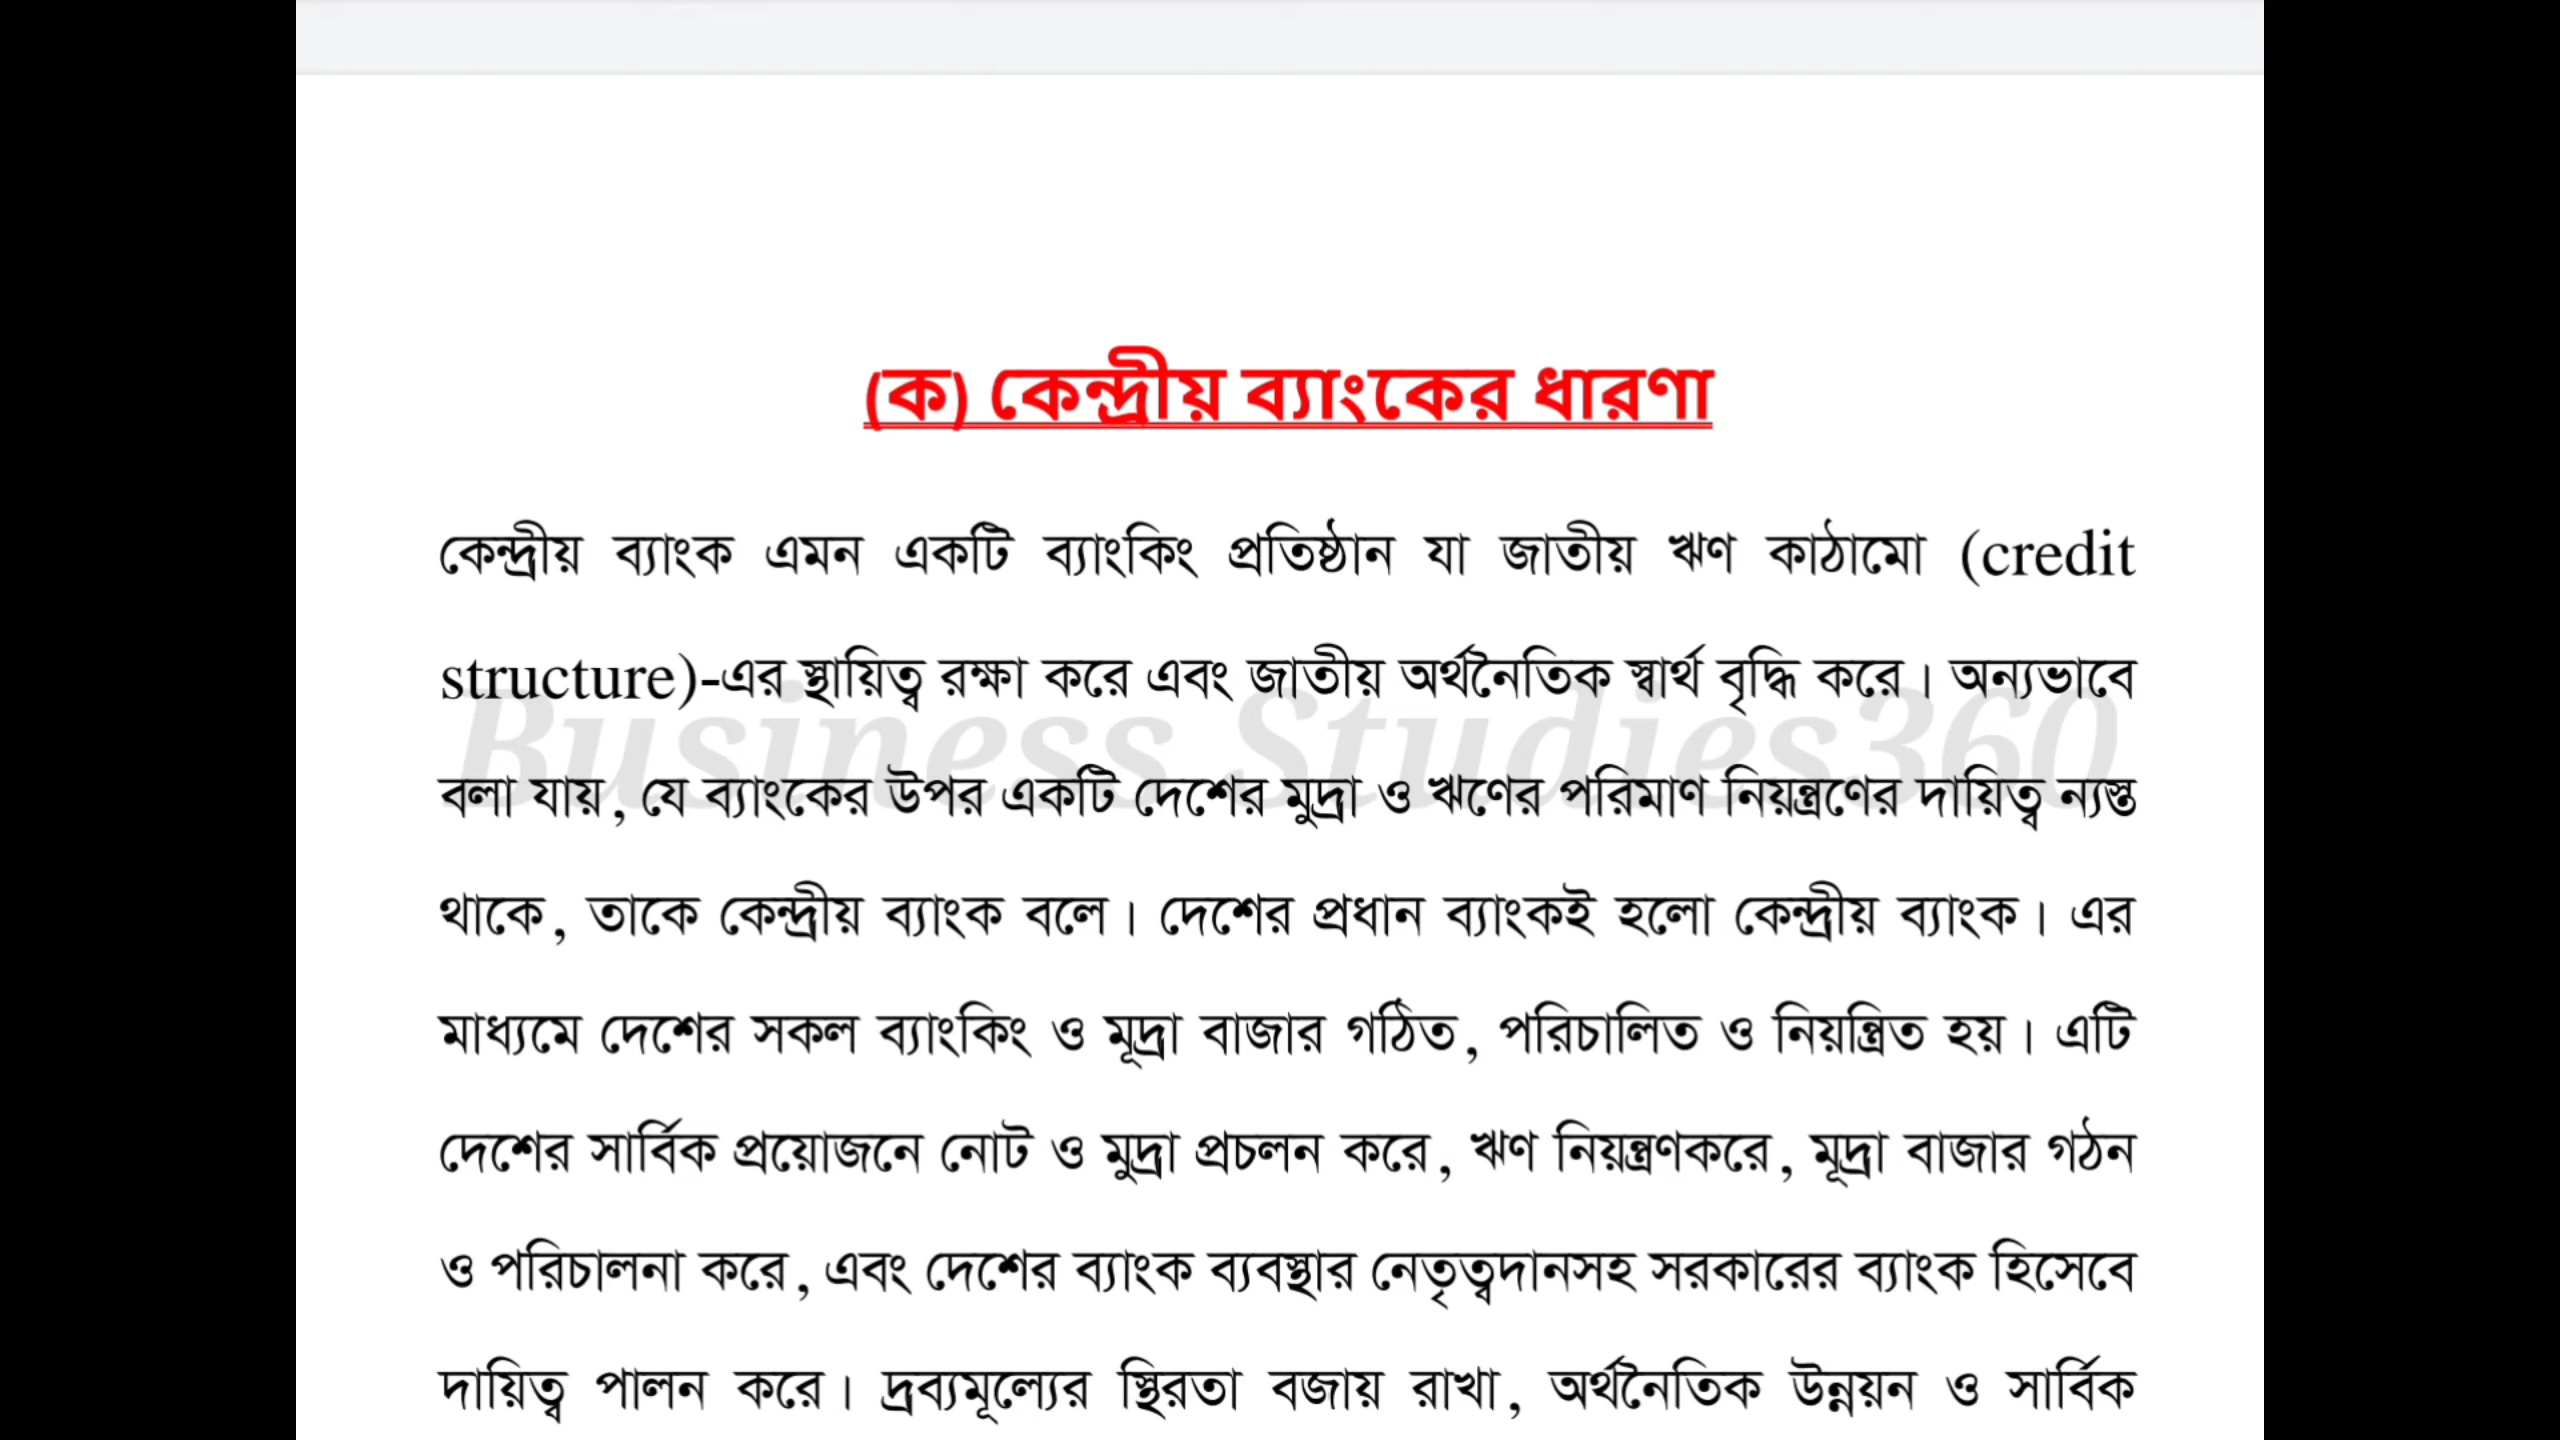 (ক) কেন্দ্রীয় ব্যাংকের ধারণা
কেন্দ্রীয় ব্যাংক এমন একটি ব্যাংকিং প্রতিষ্ঠান যা জাতীয় ঋণ কাঠামো (credit
structure)-এর স্থায়িত্ব রক্ষা করে এবং জাতীয় অর্থনৈতিক স্বার্থ বৃদ্ধি করে। অন্যভাবে
Business Studies360
বলা যায়, যে ব্যাংকের উপর একটি দেশের মুদ্রা ও ঋণের পরিমাণ নিয়ন্ত্রণের দায়িত্ব ন্যস্ত
থাকে, তাকে কেন্দ্রীয় ব্যাংক বলে। দেশের প্রধান ব্যাংকই হলো কেন্দ্রীয় ব্যাংক। এর
মাধ্যমে দেশের সকল ব্যাংকিং ও মূদ্রা বাজার গঠিত, পরিচালিত ও নিয়ন্ত্রিত হয়। এটি
দেশের সার্বিক প্রয়োজনে নোট ও মুদ্রা প্রচলন করে, ঋণ নিয়ন্ত্রণকরে, মূদ্রা বাজার গঠন
ও পরিচালনা করে, এবং দেশের ব্যাংক ব্যবস্থার নেতৃত্বদানসহ সরকারের ব্যাংক হিসেবে
দায়িত্ব পালন করে। দ্রব্যমূল্যের স্থিরতা বজায় রাখা, অর্থনৈতিক উন্নয়ন ও সার্বিক